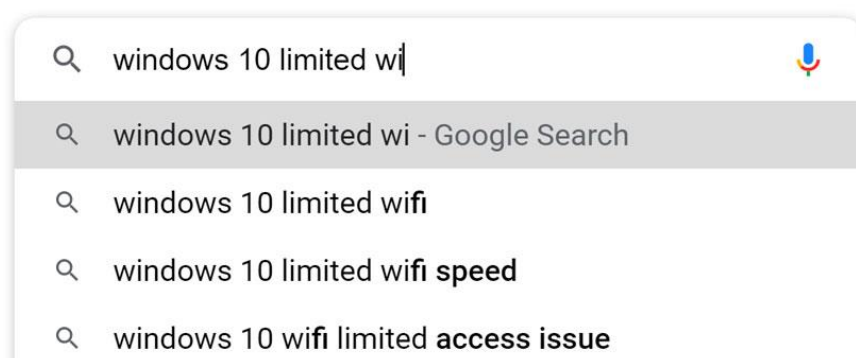 windows 10 limited wi
windows 10 limited wi - Google Search
windows 10 limited wifi
windows 10 limited wifi speed
windows 10 wifi limited access issue